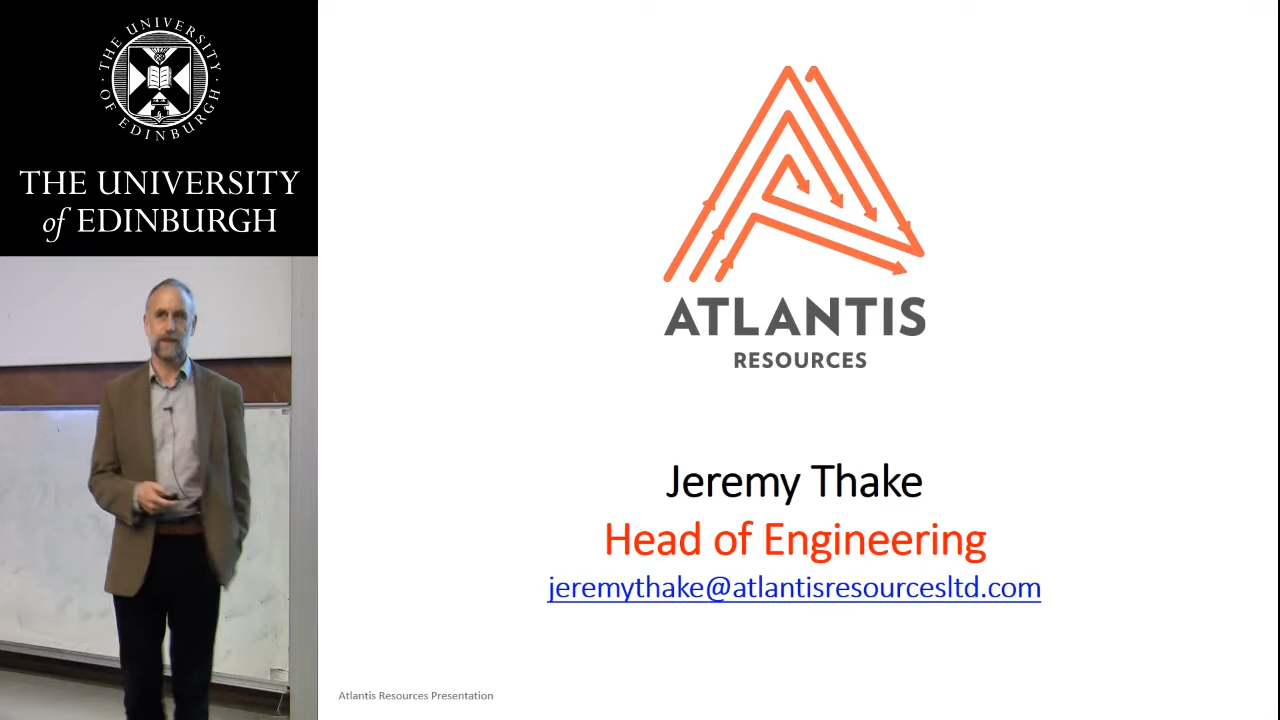 THE UNIVERSITY
OF EDINBURGH
THE UNIVERSITY
of EDINBURGH
ATLANTIS
RESOURCES
Jeremy Thake
Head of Engineering
jeremythake@atlantisresourcesltd.com
Atlantis Resources Presentation